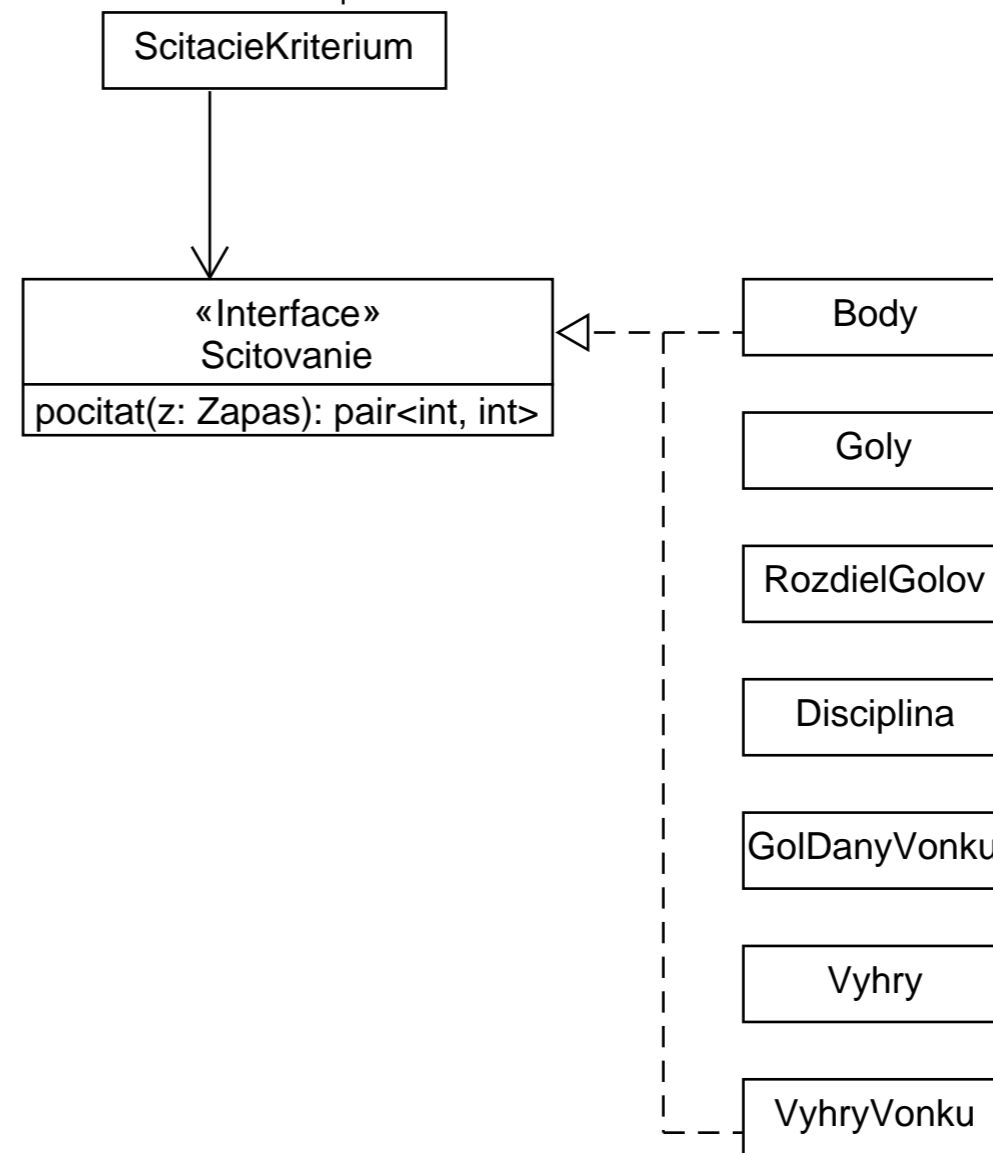 ScitacieKriterium
«Interface»
Scitovanie
pocitat(z: Zapas): pair<int, int>
Body
Goly
RozdielGolov
Disciplina
GolDanyVonku
Vyhry
VyhryVonku